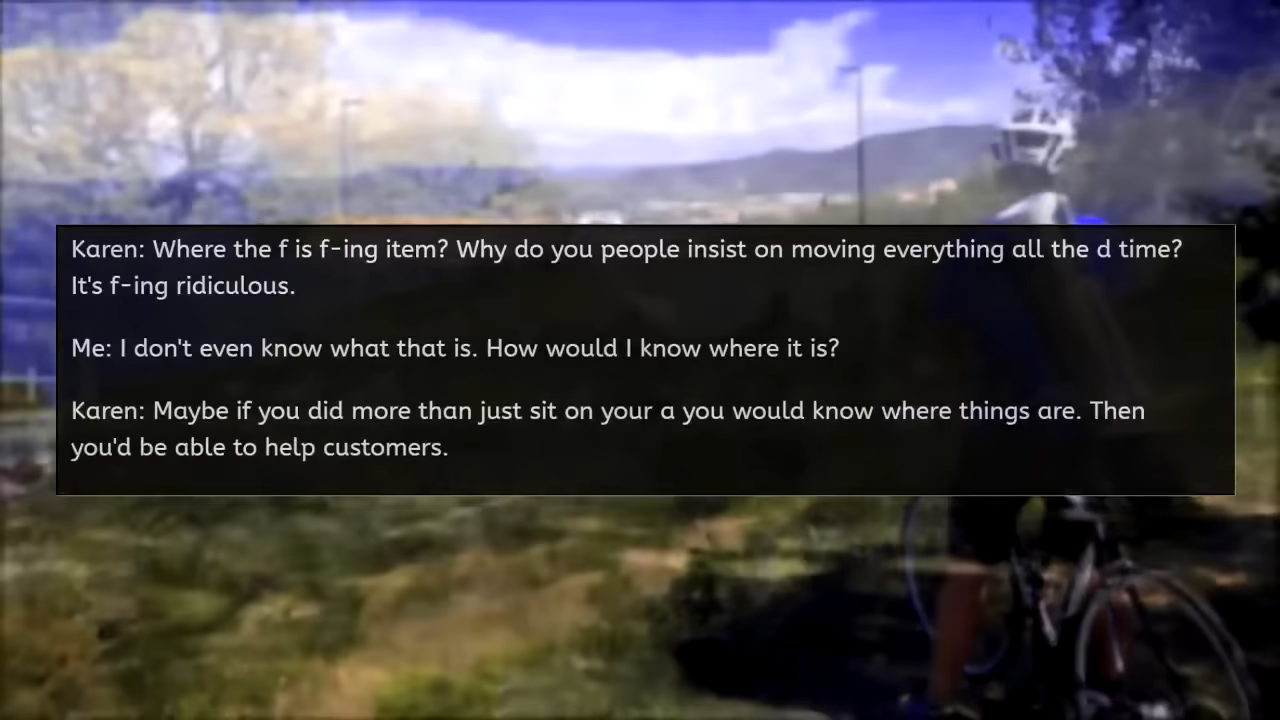 Karen: Where the f is f-ing item? Why do you people insist on moving everything all the d time?
It's f-ing ridiculous.
Me: I don't even know what that is. How would I know where it is?
Karen: Maybe if you did more than just sit on your a you would know where things are. Then
you'd be able to help customers.